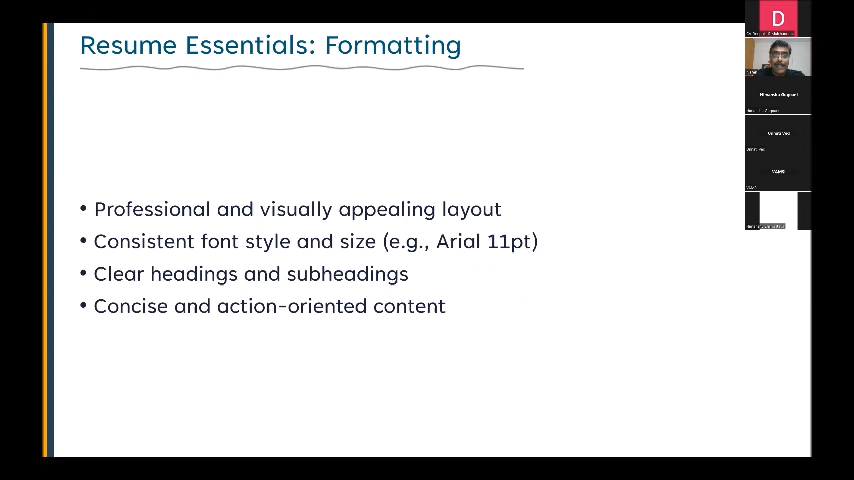 Resume Essentials: Formatting
• Professional and visually appealing layout
• Consistent font style and size (e.g., Arial 11pt)
• Clear headings and subheadings
• Concise and action-oriented content
D